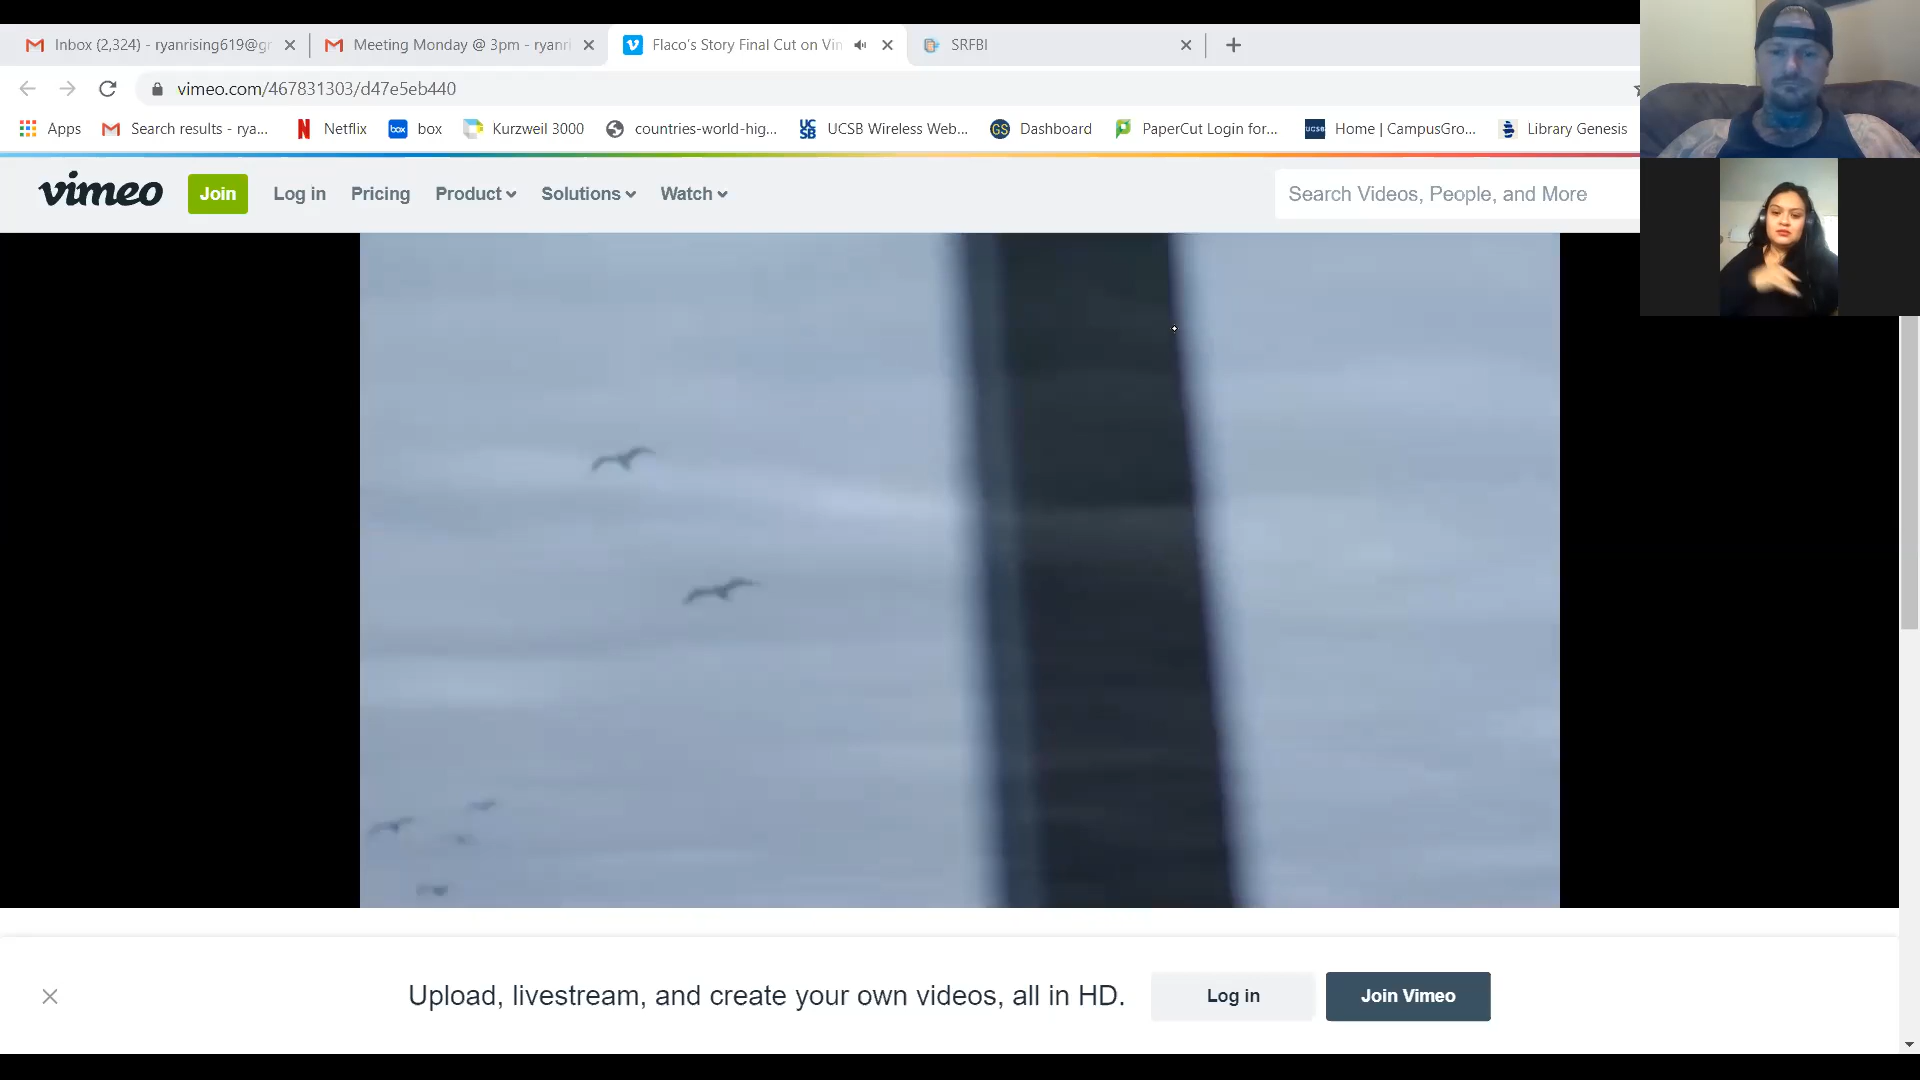 Inbox (2,324) - ryanrising619@gr
Meeting Monday @ 3pm - ryanri
Flaco's Story Final Cut on Vim
SRFBI
vimeo.com/467831303/d47e5eb440
Apps
Search results - rya...
Netflix
box
Kurzweil 3000
countries-world-hig...
UCSB Wireless Web...
Dashboard
PaperCut Login for...
Home | CampusGro...
Library Genesis
vimeo
Join
Log in
Pricing
Product
Solutions
Watch
Search Videos, People, and More
Upload, livestream, and create your own videos, all in HD.
Log in
Join Vimeo